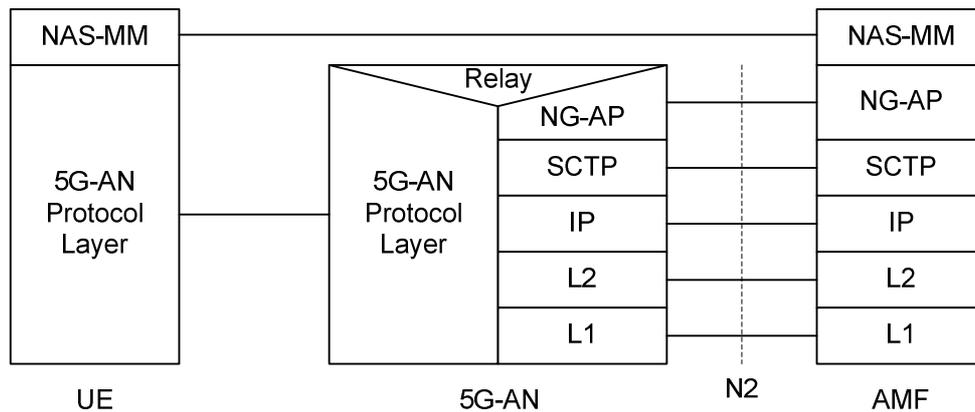 NAS-MM
5G-AN
Protocol
Layer
UE
Relay
5G-AN
Protocol
Layer
NG-AP
SCTP
IP
L2
L1
5G-AN
N2
NAS-MM
NG-AP
SCTP
IP
L2
L1
AMF